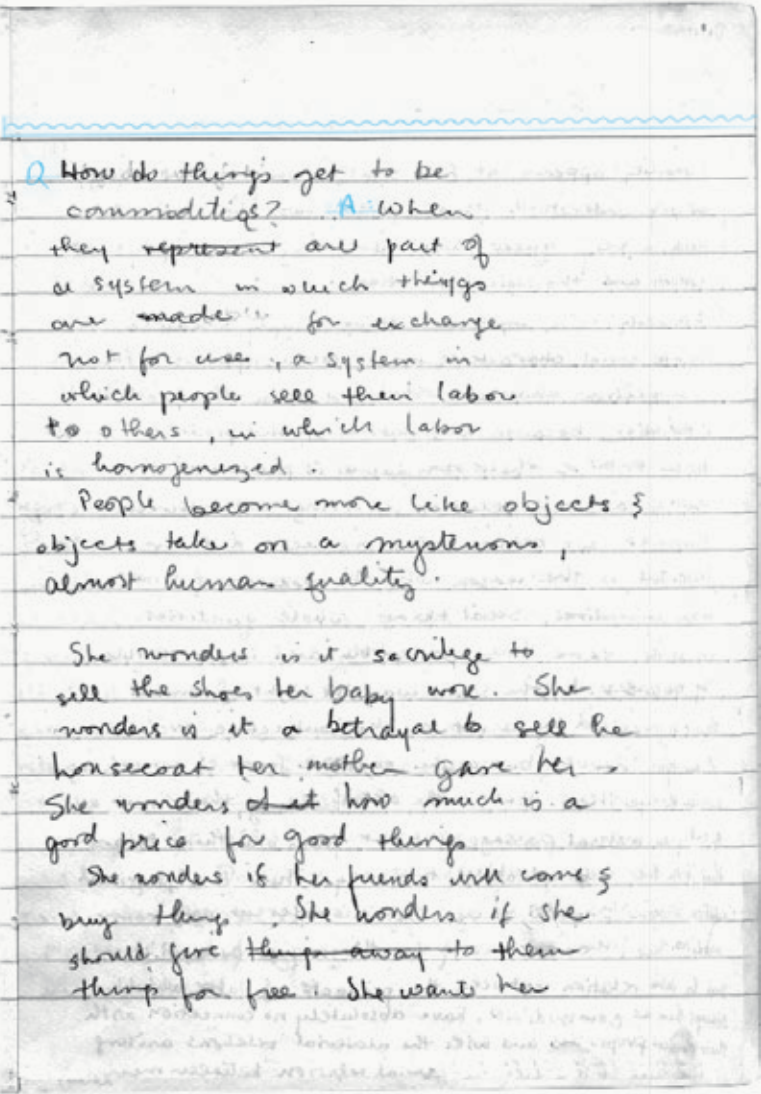 Q How do things get to be
commodities? A: When
they represent are part of
a system in which things
are made for exchange
not for use, a system in
which people sell their labor
to others, in which labor
is homogenized.
People become more like objects &
objects take on a mysterious,
almost human quality.
She wonders is it sacrilege to
sell the shoes her baby wore. She
wonders is it a betrayal to sell he
housecoat her mother gave her.
She wonders how much is a
good price for good things
She wonders if her friends will come &
buy things. She wonders if she
should give things away to them
things for free. She wants her